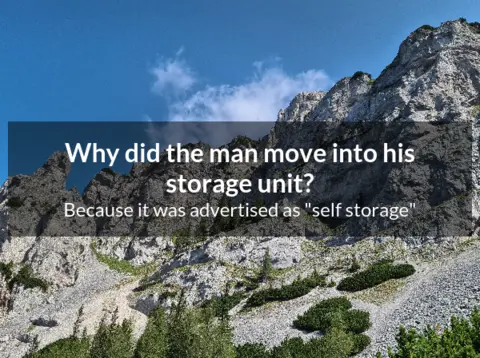 Why did the man move into his
storage unit?
Because it was advertised as "self storage"